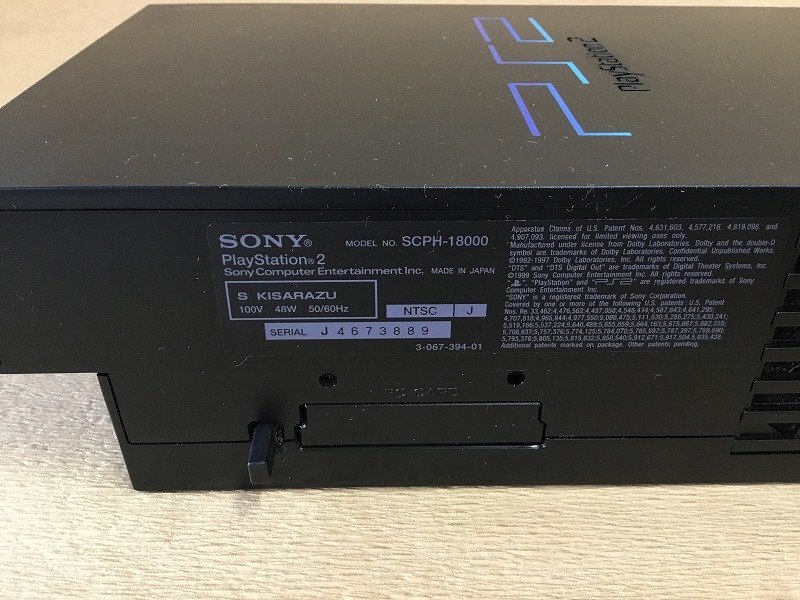 PS2
PlayStation 2
SONY® MODEL NO. SCPH-18000
PlayStation®2
Sony Computer Entertainment Inc. MADE IN JAPAN
S KISARAZU
100V 48W 50/60Hz
NTSC J
SERIAL J4673889
3-067-394-01
Apparatus Claims of U.S. Patent Nos. 4,631,603, 4,577,216, 4,819,098 and
4,907,093, licensed for limited viewing uses only.
"Manufactured under license from Dolby Laboratories. Dolby and the double-D
symbol are trademarks of Dolby Laboratories. Confidential Unpublished Works.
©1992-1997 Dolby Laboratories, Inc. All rights reserved."
"DTS" and "DTS Digital Out" are trademarks of Digital Theater Systems, Inc.
©1999 Sony Computer Entertainment Inc. All rights reserved.
"PlayStation" and "PS2" are registered trademarks of Sony
Computer Entertainment Inc.
"SONY" is a registered trademark of Sony Corporation.
Covered by one or more of the following patents : U.S. Patent
Additional patents marked on package. Other patents pending.
PC CARD